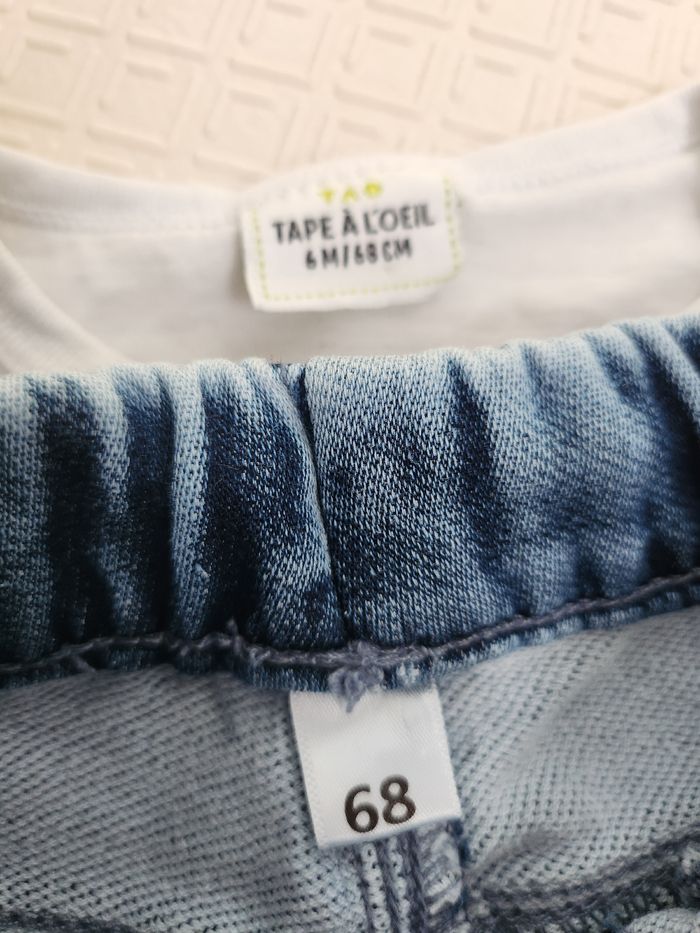 TAO
TAPE À L'OEIL
6M/68CM
68